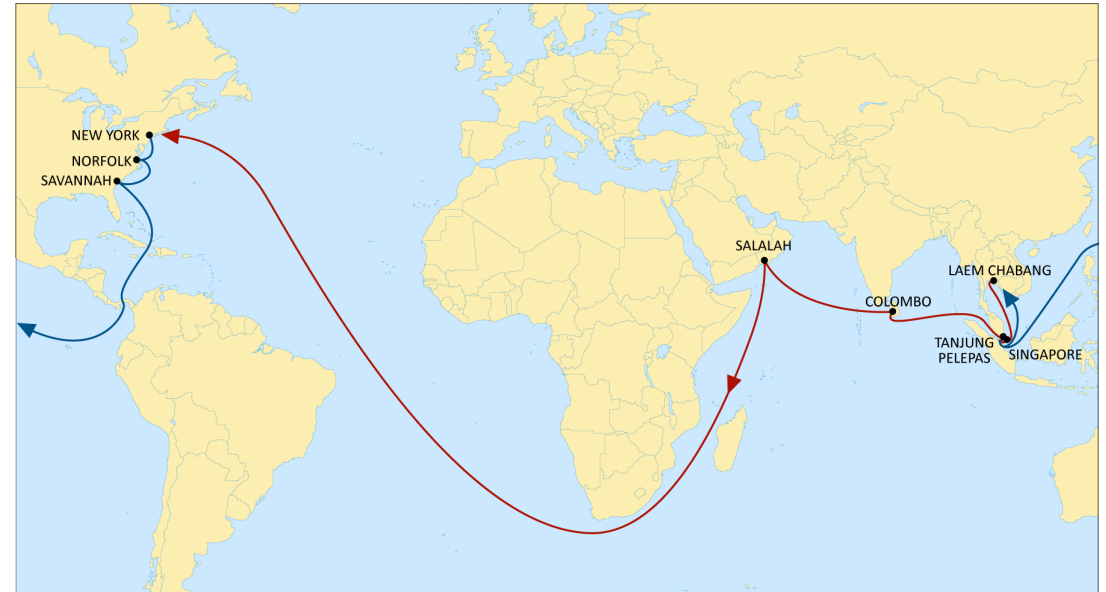 NEW YORK
NORFOLK
SAVANNAH
SALALAH
LAEM CHABANG
COLOMBO
TANJUNG
PELEPAS
SINGAPORE